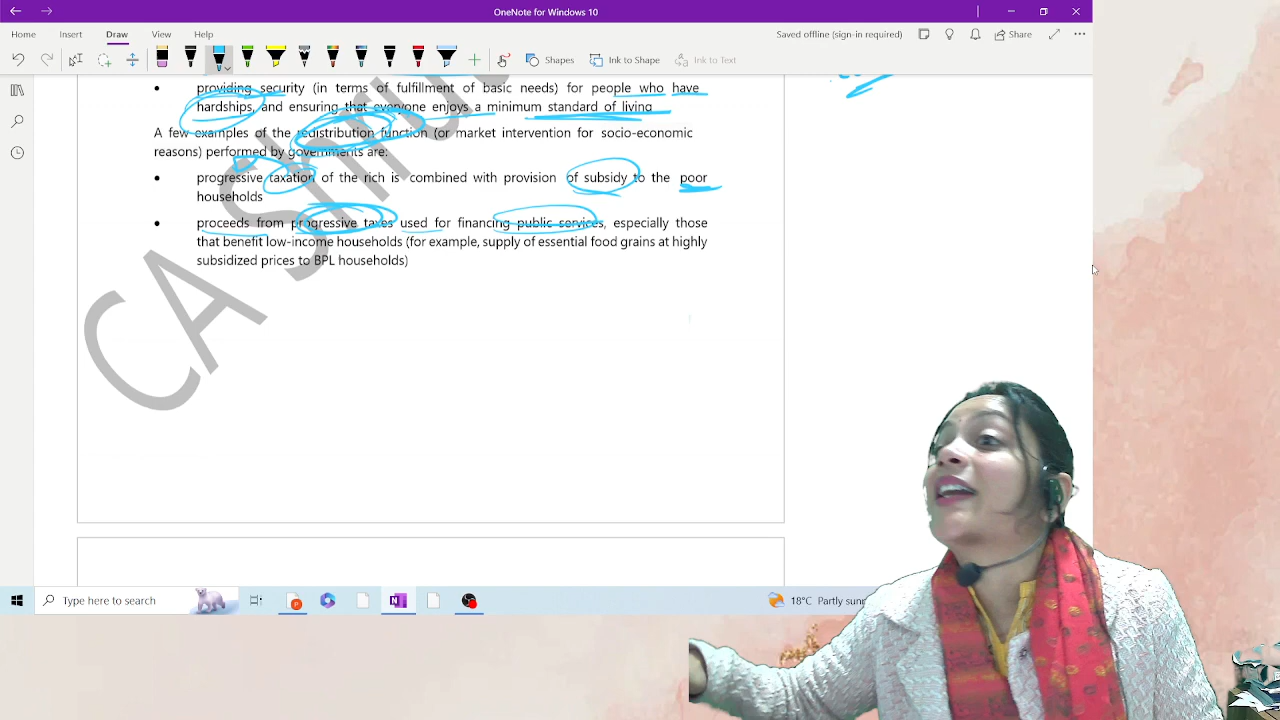 OneNote for Windows 10
Home Insert Draw View Help Saved offline (sign-in required) Share
Shapes Ink to Shape Ink to Text
• providing security (in terms of fulfillment of basic needs) for people who have
hardships, and ensuring that everyone enjoys a minimum standard of living
A few examples of the redistribution function (or market intervention for socio-economic
reasons) performed by governments are:
• progressive taxation of the rich is combined with provision of subsidy to the poor
households
• proceeds from progressive taxes used for financing public services, especially those
that benefit low-income households (for example, supply of essential food grains at highly
subsidized prices to BPL households)
CA
Type here to search 18°C Partly